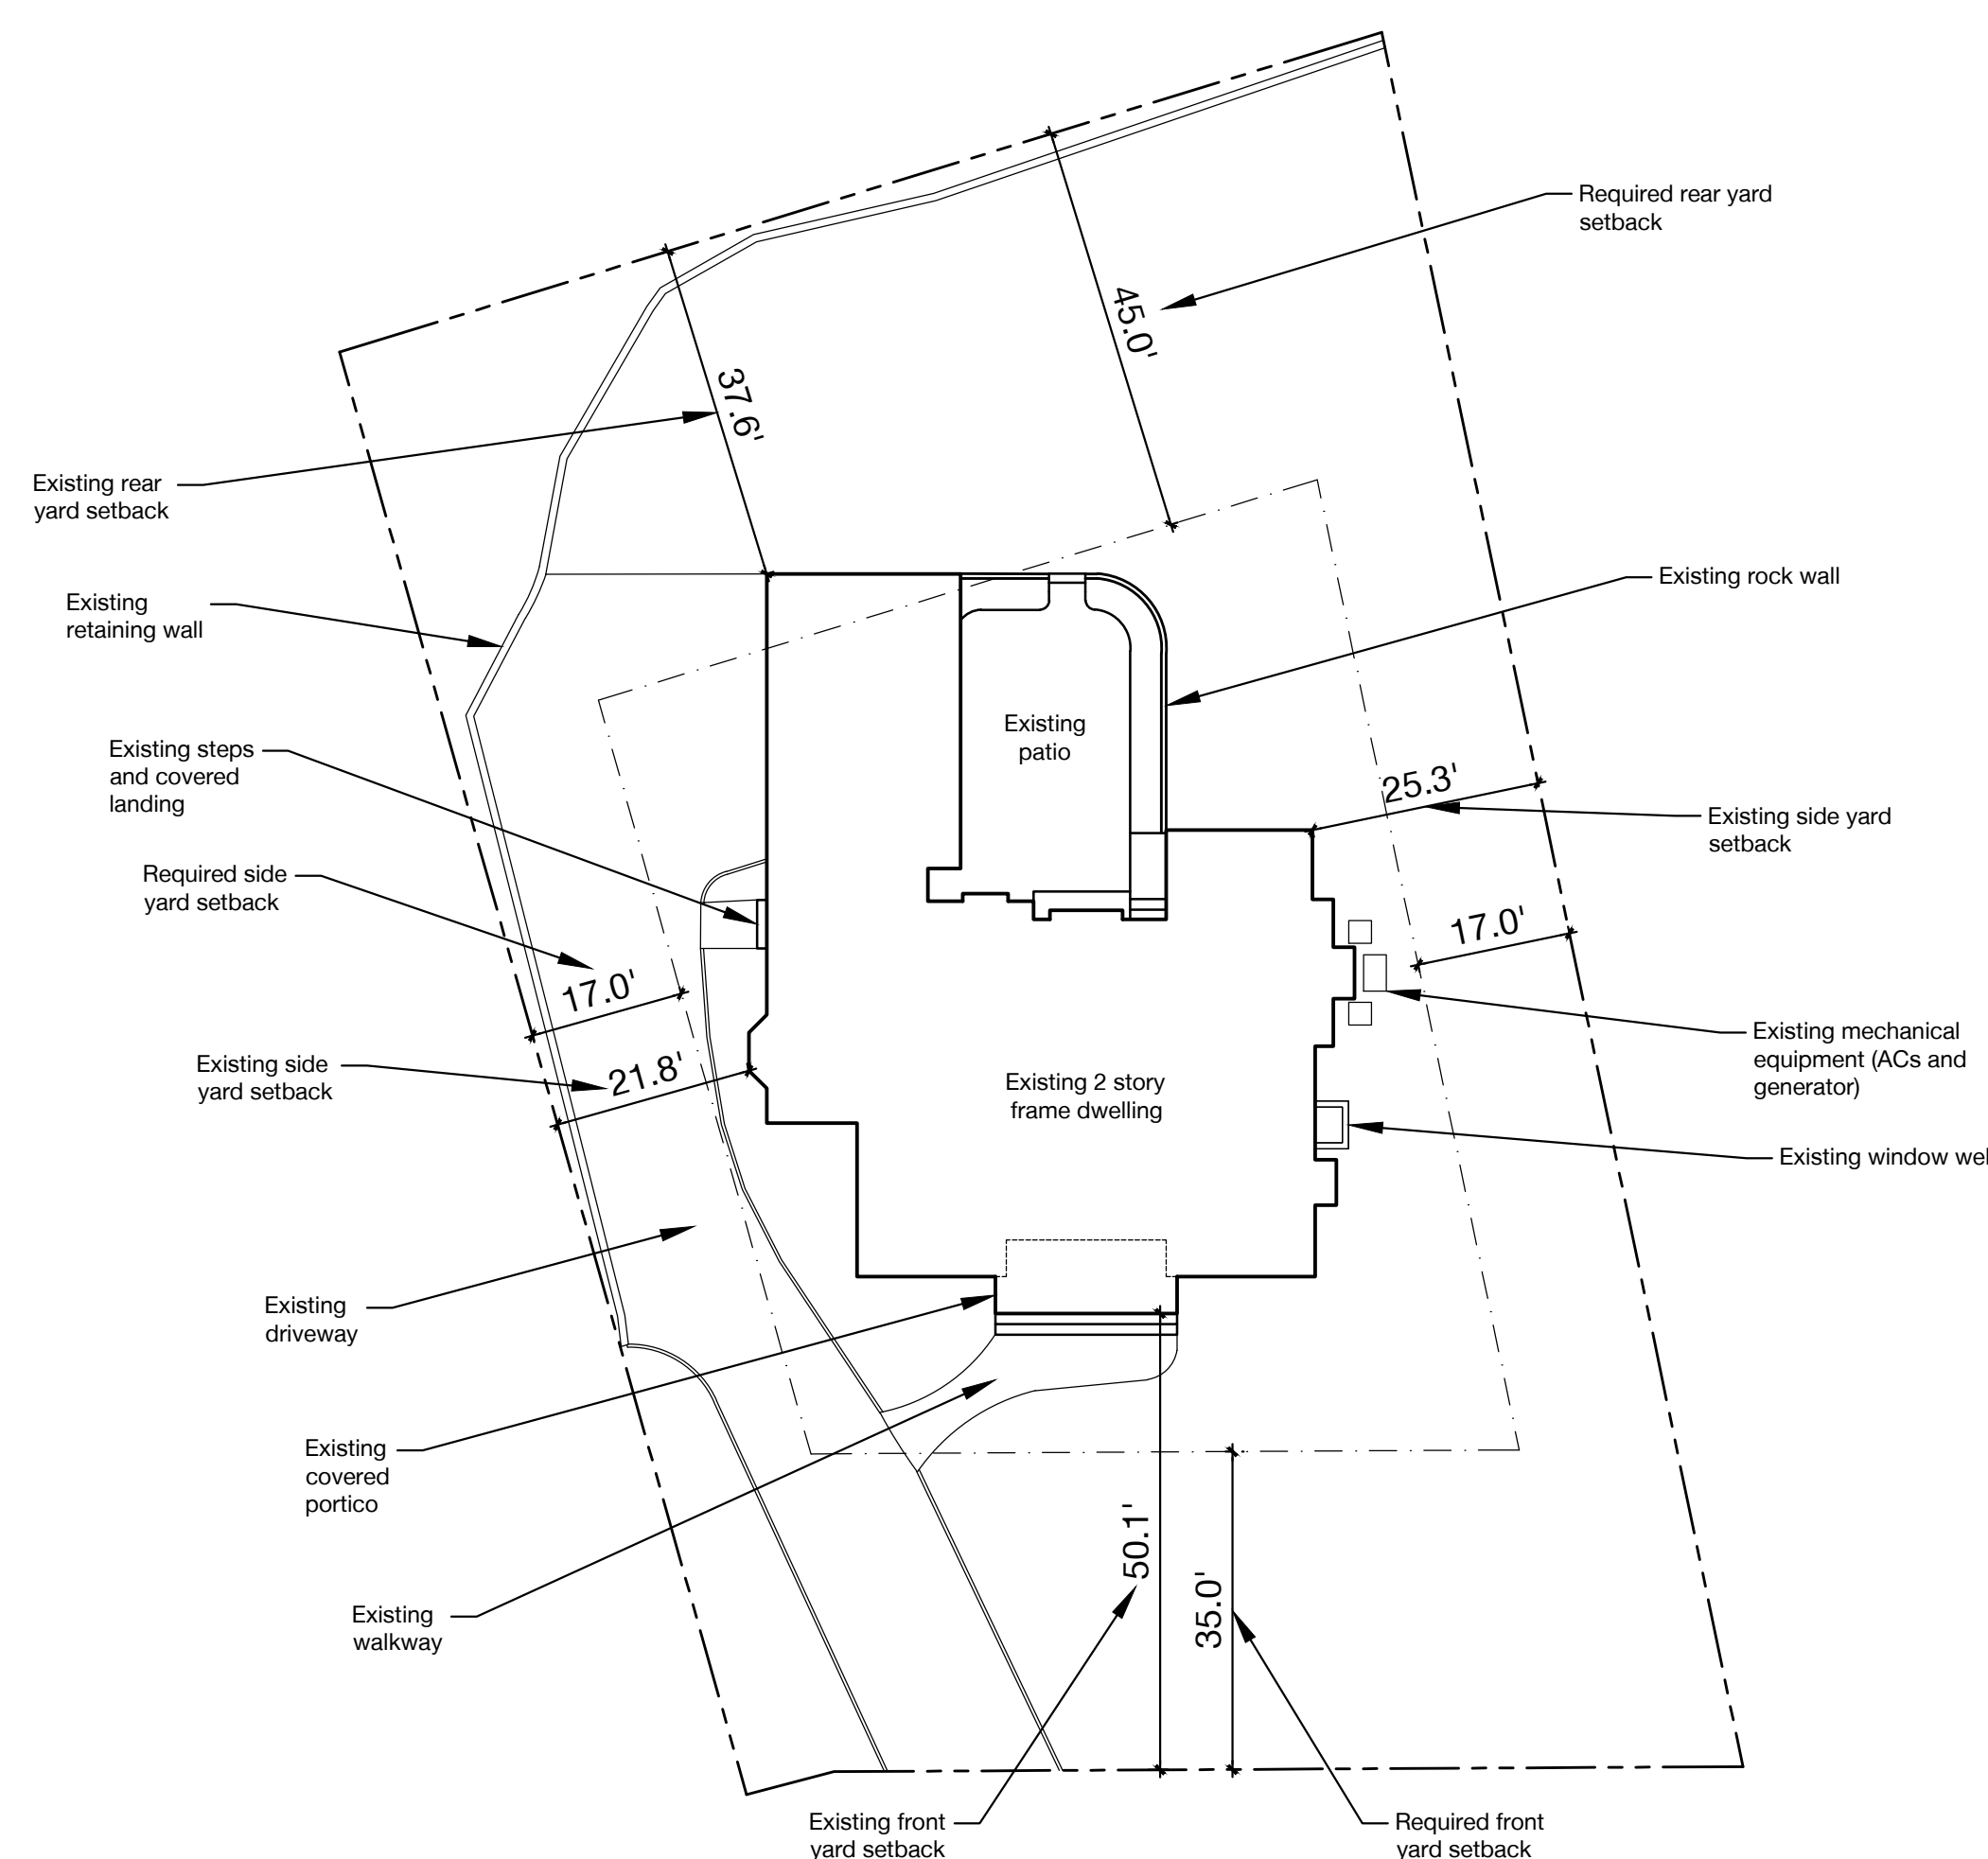 Required rear yard
setback
45.0'
37.6'
Existing rear
yard setback
Existing rock wall
Existing
retaining wall
Existing
patio
Existing steps
and covered
landing
25.3'
Existing side yard
setback
Required side
yard setback
17.0'
17.0'
Existing mechanical
equipment (ACs and
generator)
Existing side
yard setback
21.8'
Existing 2 story
frame dwelling
Existing window wel
Existing
driveway
Existing
covered
portico
50.1'
35.0'
Existing
walkway
Existing front
yard setback
Required front
yard setback